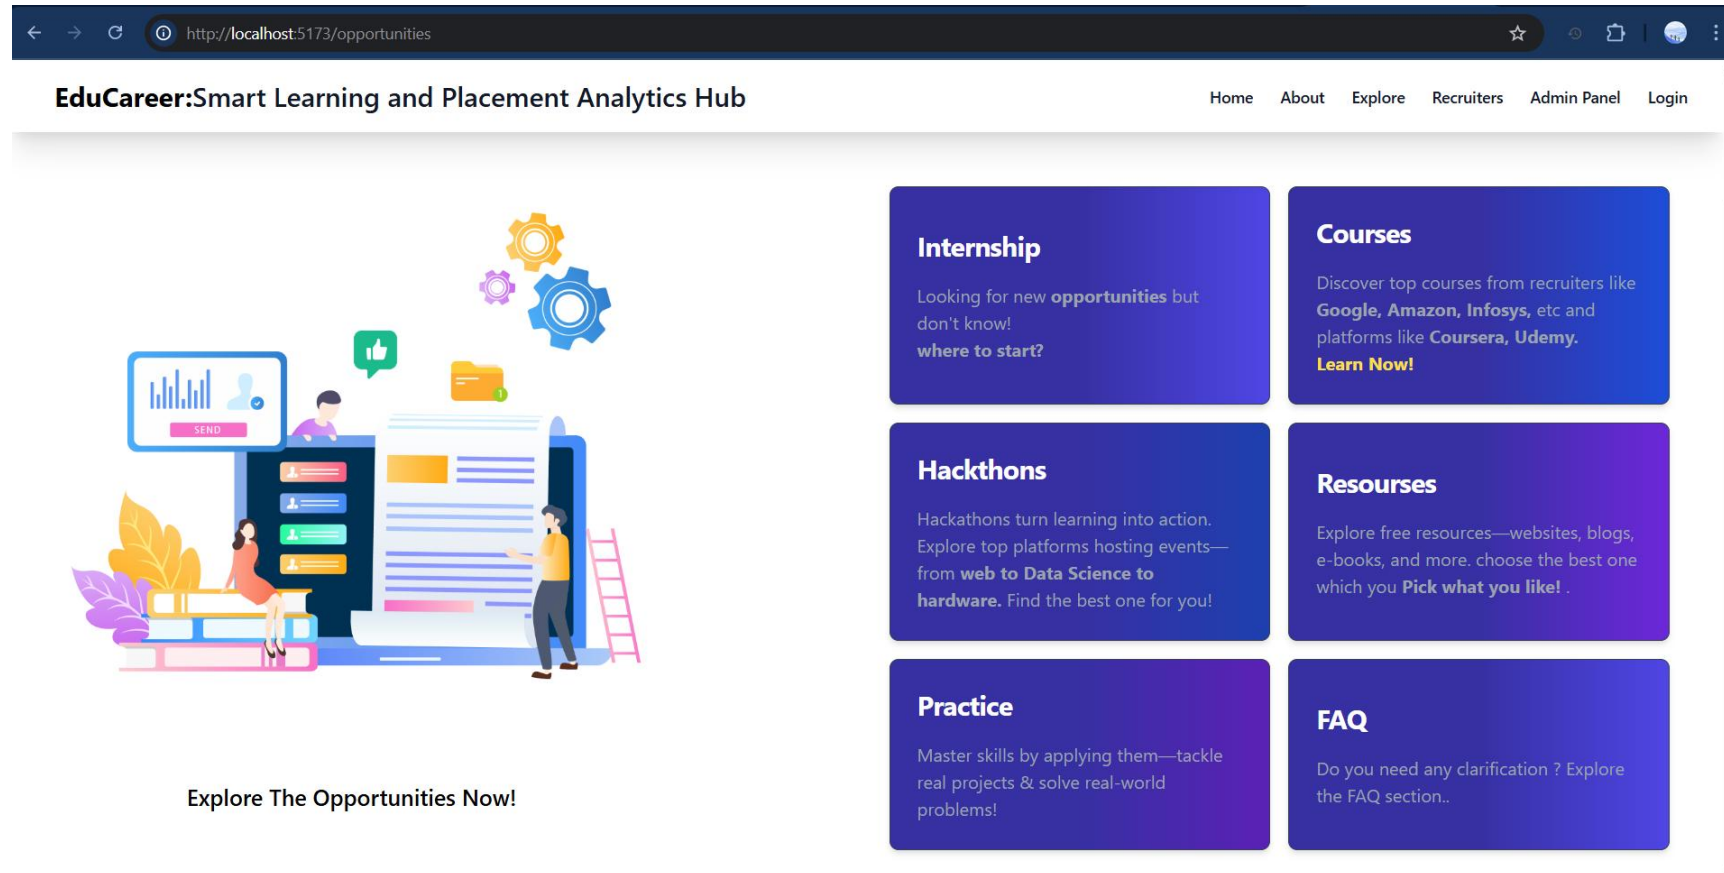 http://localhost:5173/opportunities
EduCareer:Smart Learning and Placement Analytics Hub
Home About Explore Recruiters Admin Panel Login
SEND
1
Explore The Opportunities Now!
Internship
Looking for new opportunities but
don't know!
where to start?
Courses
Discover top courses from recruiters like
Google, Amazon, Infosys, etc and
platforms like Coursera, Udemy.
Learn Now!
Hackthons
Hackathons turn learning into action.
Explore top platforms hosting events—
from web to Data Science to
hardware. Find the best one for you!
Resourses
Explore free resources—websites, blogs,
e-books, and more. choose the best one
which you Pick what you like! .
Practice
Master skills by applying them—tackle
real projects & solve real-world
problems!
FAQ
Do you need any clarification ? Explore
the FAQ section..